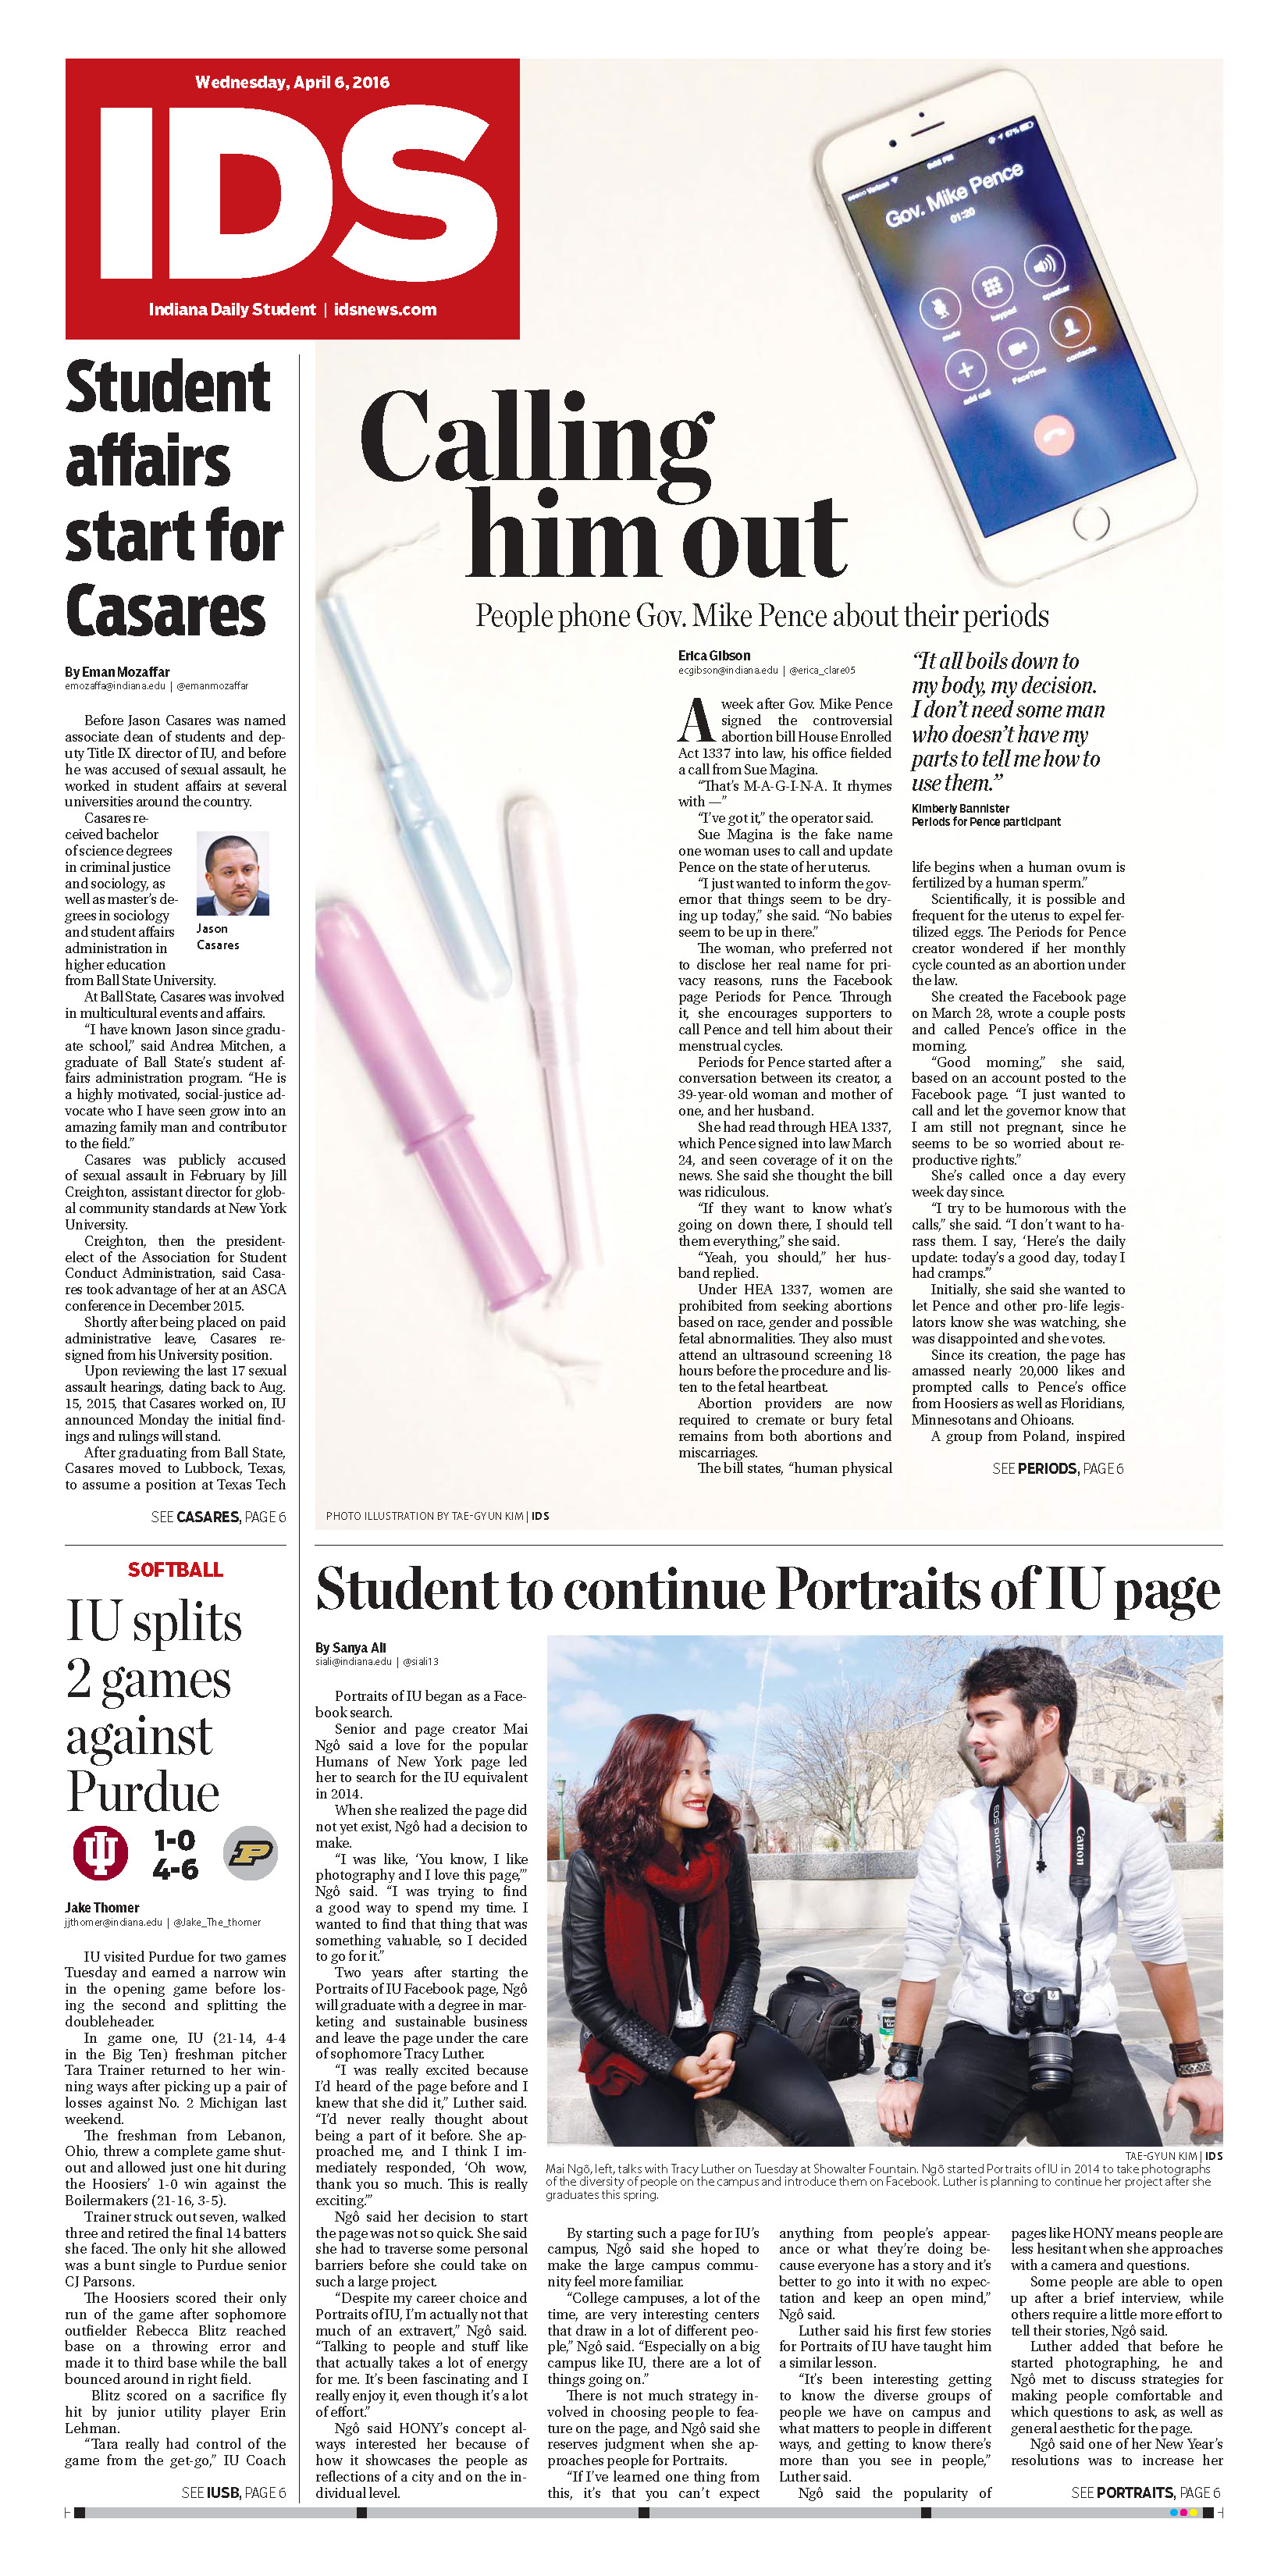 Wednesday, April 6, 2016
IDS
Indiana Daily Student | idsnews.com
Verizon
9:53 PM
67%
Gov. Mike Pence
01:20
mute
keypad
speaker
add call
FaceTime
contacts
Student
affairs
start for
Casares
By Eman Mozaffar
emozaffa@indiana.edu | @emanmozaffar
Before Jason Casares was named
associate dean of students and dep-
uty Title IX director of IU, and before
he was accused of sexual assault, he
worked in student affairs at several
universities around the country.
Casares re-
ceived bachelor
of science degrees
in criminal justice
and sociology, as
well as master's de-
grees in sociology
and student affairs
administration in
higher education
from Ball State University.
Jason
Casares
At Ball State, Casares was involved
in multicultural events and affairs.
"I have known Jason since gradu-
ate school," said Andrea Mitchen, a
graduate of Ball State's student af-
fairs administration program. "He is
a highly motivated, social-justice ad-
vocate who I have seen grow into an
amazing family man and contributor
to the field."
Casares was publicly accused
of sexual assault in February by Jill
Creighton, assistant director for glob-
al community standards at New York
University.
Creighton, then the president-
elect of the Association for Student
Conduct Administration, said Casa-
res took advantage of her at an ASCA
conference in December 2015.
Shortly after being placed on paid
administrative leave, Casares re-
signed from his University position.
Upon reviewing the last 17 sexual
assault hearings, dating back to Aug.
15, 2015, that Casares worked on, IU
announced Monday the initial find-
ings and rulings will stand.
After graduating from Ball State,
Casares moved to Lubbock, Texas,
to assume a position at Texas Tech
SEE CASARES, PAGE 6
Calling
him out
People phone Gov. Mike Pence about their periods
Erica Gibson
ecgibson@indiana.edu | @erica_clare05
A week after Gov. Mike Pence
signed the controversial
abortion bill House Enrolled
Act 1337 into law, his office fielded
a call from Sue Magina.
"That's M-A-G-I-N-A. It rhymes
with —"
"I've got it," the operator said.
Sue Magina is the fake name
one woman uses to call and update
Pence on the state of her uterus.
"I just wanted to inform the gov-
ernor that things seem to be dry-
ing up today," she said. "No babies
seem to be up in there."
The woman, who preferred not
to disclose her real name for pri-
vacy reasons, runs the Facebook
page Periods for Pence. Through
it, she encourages supporters to
call Pence and tell him about their
menstrual cycles.
Periods for Pence started after a
conversation between its creator, a
39-year-old woman and mother of
one, and her husband.
She had read through HEA 1337,
which Pence signed into law March
24, and seen coverage of it on the
news. She said she thought the bill
was ridiculous.
"If they want to know what's
going on down there, I should tell
them everything," she said.
"Yeah, you should," her hus-
band replied.
Under HEA 1337, women are
prohibited from seeking abortions
based on race, gender and possible
fetal abnormalities. They also must
attend an ultrasound screening 18
hours before the procedure and lis-
ten to the fetal heartbeat.
Abortion providers are now
required to cremate or bury fetal
remains from both abortions and
miscarriages.
The bill states, "human physical
"It all boils down to
my body, my decision.
I don't need some man
who doesn't have my
parts to tell me how to
use them."
Kimberly Bannister
Periods for Pence participant
life begins when a human ovum is
fertilized by a human sperm."
Scientifically, it is possible and
frequent for the uterus to expel fer-
tilized eggs. The Periods for Pence
creator wondered if her monthly
cycle counted as an abortion under
the law.
She created the Facebook page
on March 28, wrote a couple posts
and called Pence's office in the
morning.
"Good morning," she said,
based on an account posted to the
Facebook page. "I just wanted to
call and let the governor know that
I am still not pregnant, since he
seems to be so worried about re-
productive rights."
She's called once a day every
week day since.
"I try to be humorous with the
calls," she said. "I don't want to ha-
rass them. I say, 'Here's the daily
update: today's a good day, today I
had cramps.'"
Initially, she said she wanted to
let Pence and other pro-life legis-
lators know she was watching, she
was disappointed and she votes.
Since its creation, the page has
amassed nearly 20,000 likes and
prompted calls to Pence's office
from Hoosiers as well as Floridians,
Minnesotans and Ohioans.
A group from Poland, inspired
SEE PERIODS, PAGE 6
PHOTO ILLUSTRATION BY TAE-GYUN KIM | IDS
SOFTBALL
IU splits
2 games
against
Purdue
1-0
4-6
P
Jake Thomer
jjthomer@indiana.edu | @Jake_The_thomer
IU visited Purdue for two games
Tuesday and earned a narrow win
in the opening game before los-
ing the second and splitting the
doubleheader.
In game one, IU (21-14, 4-4
in the Big Ten) freshman pitcher
Tara Trainer returned to her win-
ning ways after picking up a pair of
losses against No. 2 Michigan last
weekend.
The freshman from Lebanon,
Ohio, threw a complete game shut-
out and allowed just one hit during
the Hoosiers' 1-0 win against the
Boilermakers (21-16, 3-5).
Trainer struck out seven, walked
three and retired the final 14 batters
she faced. The only hit she allowed
was a bunt single to Purdue senior
CJ Parsons.
The Hoosiers scored their only
run of the game after sophomore
outfielder Rebecca Blitz reached
base on a throwing error and
made it to third base while the ball
bounced around in right field.
Blitz scored on a sacrifice fly
hit by junior utility player Erin
Lehman.
"Tara really had control of the
game from the get-go," IU Coach
SEE IUSB, PAGE 6
Student to continue Portraits of IU page
By Sanya Ali
siali@indiana.edu | @siali13
Portraits of IU began as a Face-
book search.
Senior and page creator Mai
Ngô said a love for the popular
Humans of New York page led
her to search for the IU equivalent
in 2014.
When she realized the page did
not yet exist, Ngô had a decision to
make.
"I was like, 'You know, I like
photography and I love this page,'"
Ngô said. "I was trying to find
a good way to spend my time. I
wanted to find that thing that was
something valuable, so I decided
to go for it."
Two years after starting the
Portraits of IU Facebook page, Ngô
will graduate with a degree in mar-
keting and sustainable business
and leave the page under the care
of sophomore Tracy Luther.
"I was really excited because
I'd heard of the page before and I
knew that she did it," Luther said.
"I'd never really thought about
being a part of it before. She ap-
proached me, and I think I im-
mediately responded, 'Oh wow,
thank you so much. This is really
exciting.'"
Ngô said her decision to start
the page was not so quick. She said
she had to traverse some personal
barriers before she could take on
such a large project.
"Despite my career choice and
Portraits of IU, I'm actually not that
much of an extravert," Ngô said.
"Talking to people and stuff like
that actually takes a lot of energy
for me. It's been fascinating and I
really enjoy it, even though it's a lot
of effort."
Ngô said HONY's concept al-
ways interested her because of
how it showcases the people as
reflections of a city and on the in-
dividual level.
EOS DIGITAL
Canon
TAE-GYUN KIM | IDS
Mai Ngô, left, talks with Tracy Luther on Tuesday at Showalter Fountain. Ngô started Portraits of IU in 2014 to take photographs
of the diversity of people on the campus and introduce them on Facebook. Luther is planning to continue her project after she
graduates this spring.
By starting such a page for IU's
campus, Ngô said she hoped to
make the large campus commu-
nity feel more familiar.
"College campuses, a lot of the
time, are very interesting centers
that draw in a lot of different peo-
ple," Ngô said. "Especially on a big
campus like IU, there are a lot of
things going on."
There is not much strategy in-
volved in choosing people to fea-
ture on the page, and Ngô said she
reserves judgment when she ap-
proaches people for Portraits.
"If I've learned one thing from
this, it's that you can't expect
anything from people's appear-
ance or what they're doing be-
cause everyone has a story and it's
better to go into it with no expec-
tation and keep an open mind,"
Ngô said.
Luther said his first few stories
for Portraits of IU have taught him
a similar lesson.
"It's been interesting getting
to know the diverse groups of
people we have on campus and
what matters to people in different
ways, and getting to know there's
more than you see in people,"
Luther said.
Ngô said the popularity of
pages like HONY means people are
less hesitant when she approaches
with a camera and questions.
Some people are able to open
up after a brief interview, while
others require a little more effort to
tell their stories, Ngô said.
Luther added that before he
started photographing, he and
Ngô met to discuss strategies for
making people comfortable and
which questions to ask, as well as
general aesthetic for the page.
Ngô said one of her New Year's
resolutions was to increase her
SEE PORTRAITS, PAGE 6